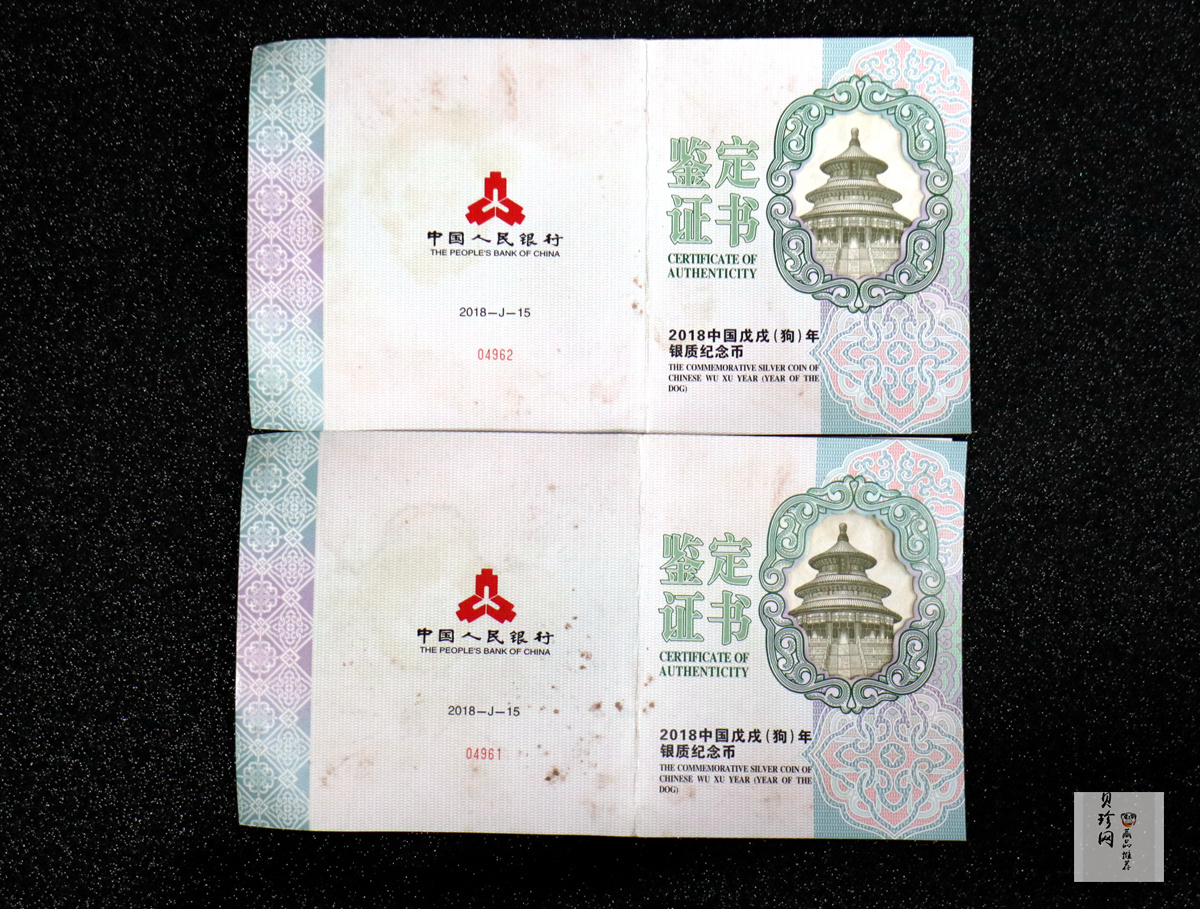 中国人民银行
THE PEOPLE'S BANK OF CHINA
2018-J-15
04962
鉴定
证书
CERTIFICATE OF
AUTHENTICITY
2018中国戊戌(狗)年
银质纪念币
THE COMMEMORATIVE SILVER COIN OF
CHINESE WU XU YEAR (YEAR OF THE
DOG)
中国人民银行
THE PEOPLE'S BANK OF CHINA
2018-J-15
04961
鉴定
证书
CERTIFICATE OF
AUTHENTICITY
2018中国戊戌(狗)年
银质纪念币
THE COMMEMORATIVE SILVER COIN OF
CHINESE WU XU YEAR (YEAR OF THE
DOG)
贝珍网
藏品推荐